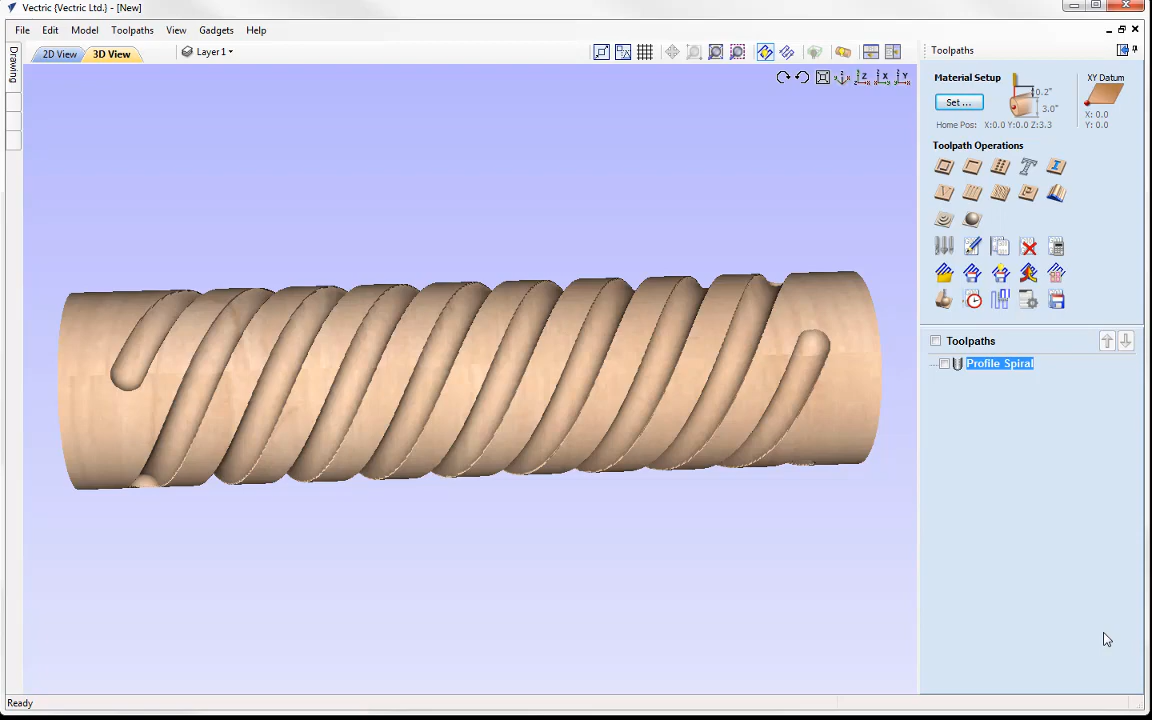 Vectric {Vectric Ltd.} - [New]
File Edit Model Toolpaths View Gadgets Help
2D View 3D View Layer 1
Drawing
Z X Y
Toolpaths
Material Setup
Set ...
0.2"
3.0"
XY Datum
X: 0.0
Y: 0.0
Home Pos: X:0.0 Y:0.0 Z:3.3
Toolpath Operations
Toolpaths
Profile Spiral
Ready